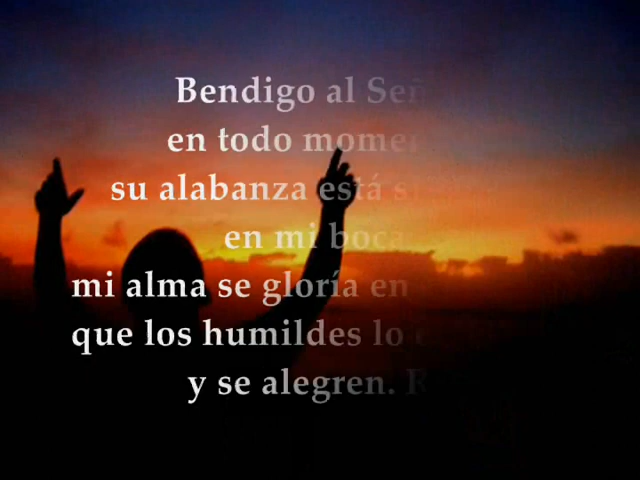 Bendigo al Señ
en todo momen
su alabanza está s
en mi boca
mi alma se gloría en
que los humildes lo
y se alegren. R